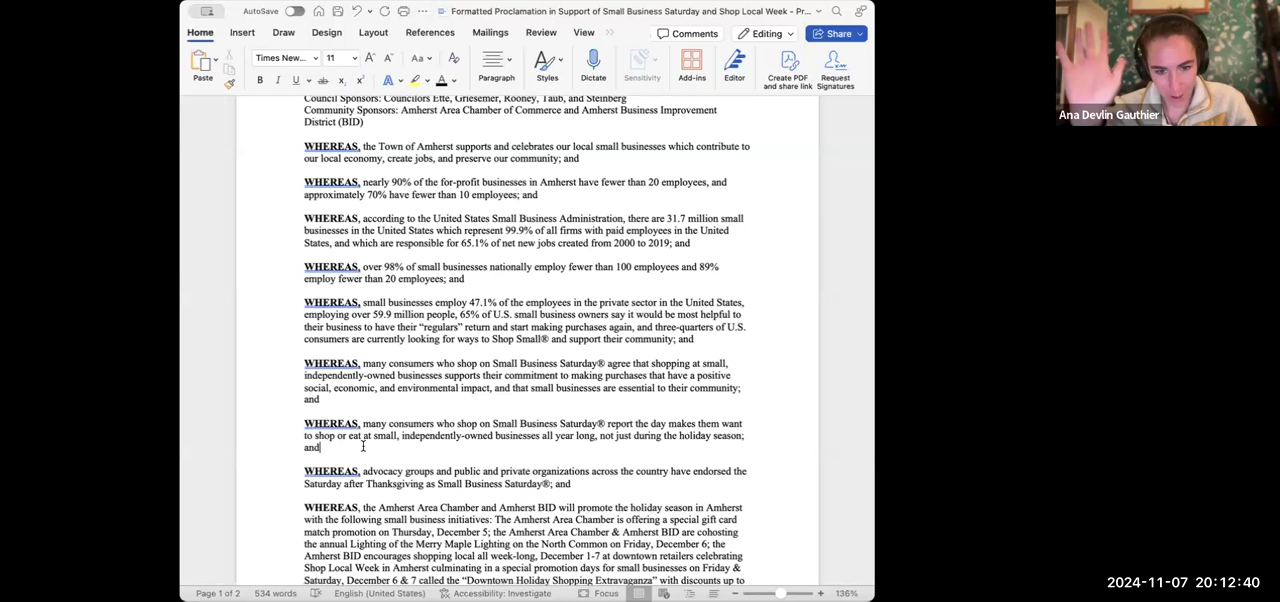 AutoSave
Formatted Proclamation in Support of Small Business Saturday and Shop Local Week - Pr...
Home Insert Draw Design Layout References Mailings Review View Comments Editing Share
Paste
Times New... 11
Paragraph
Styles
Dictate
Sensitivity
Add-ins
Editor
Create PDF
and share link
Request
Signatures
Council Sponsors: Councilors Ette, Griesemer, Rooney, Taub, and Steinberg
Community Sponsors: Amherst Area Chamber of Commerce and Amherst Business Improvement
District (BID)
WHEREAS, the Town of Amherst supports and celebrates our local small businesses which contribute to
our local economy, create jobs, and preserve our community; and
WHEREAS, nearly 90% of the for-profit businesses in Amherst have fewer than 20 employees, and
approximately 70% have fewer than 10 employees; and
WHEREAS, according to the United States Small Business Administration, there are 31.7 million small
businesses in the United States which represent 99.9% of all firms with paid employees in the United
States, and which are responsible for 65.1% of net new jobs created from 2000 to 2019; and
WHEREAS, over 98% of small businesses nationally employ fewer than 100 employees and 89%
employ fewer than 20 employees; and
WHEREAS, small businesses employ 47.1% of the employees in the private sector in the United States,
employing over 59.9 million people, 65% of U.S. small business owners say it would be most helpful to
their business to have their “regulars” return and start making purchases again, and three-quarters of U.S.
consumers are currently looking for ways to Shop Small® and support their community; and
WHEREAS, many consumers who shop on Small Business Saturday® agree that shopping at small,
independently-owned businesses supports their commitment to making purchases that have a positive
social, economic, and environmental impact, and that small businesses are essential to their community;
and
WHEREAS, many consumers who shop on Small Business Saturday® report the day makes them want
to shop or eat at small, independently-owned businesses all year long, not just during the holiday season;
and
WHEREAS, advocacy groups and public and private organizations across the country have endorsed the
Saturday after Thanksgiving as Small Business Saturday®; and
WHEREAS, the Amherst Area Chamber and Amherst BID will promote the holiday season in Amherst
with the following small business initiatives: The Amherst Area Chamber is offering a special gift card
match promotion on Thursday, December 5; the Amherst Area Chamber & Amherst BID are cohosting
the annual Lighting of the Merry Maple Lighting on the North Common on Friday, December 6; the
Amherst BID encourages shopping local all week-long, December 1-7 at downtown retailers celebrating
Shop Local Week in Amherst culminating in a special promotion days for small businesses on Friday &
Saturday, December 6 & 7 called the “Downtown Holiday Shopping Extravaganza” with discounts up to
Page 1 of 2 534 words English (United States) Accessibility: Investigate Focus 136%
Ana Devlin Gauthier
2024-11-07 20:12:40